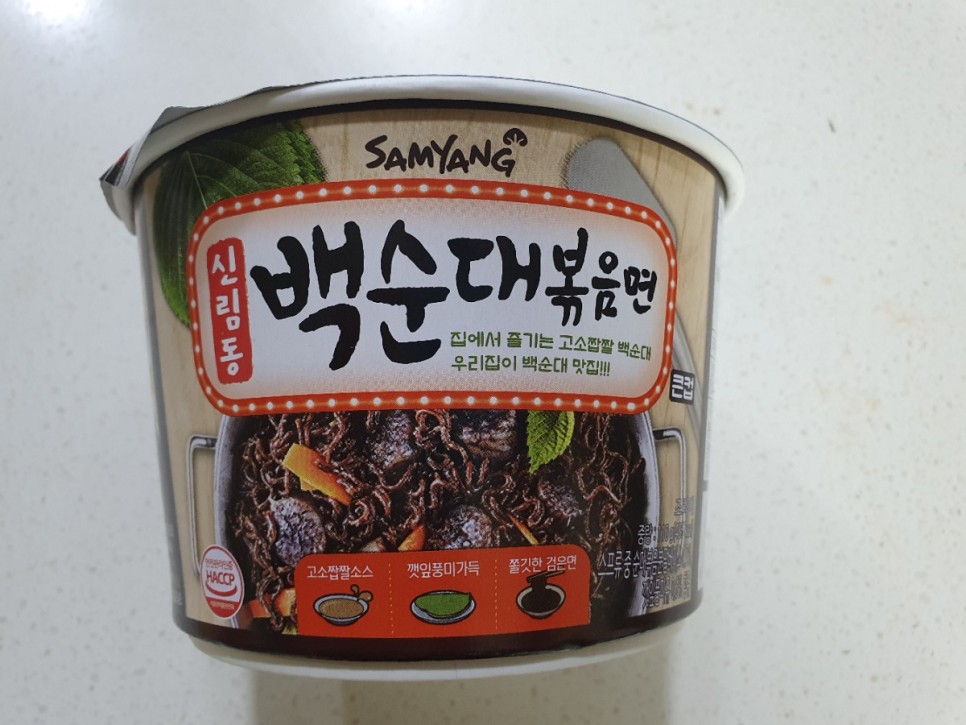 SAMYANG
신림동
백순대볶음면
집에서 즐기는 고소짭짤 백순대
우리집이 백순대 맛집!!!
큰컵
고소짭짤소스
깻잎풍미가득
쫄깃한 검은면
HACCP